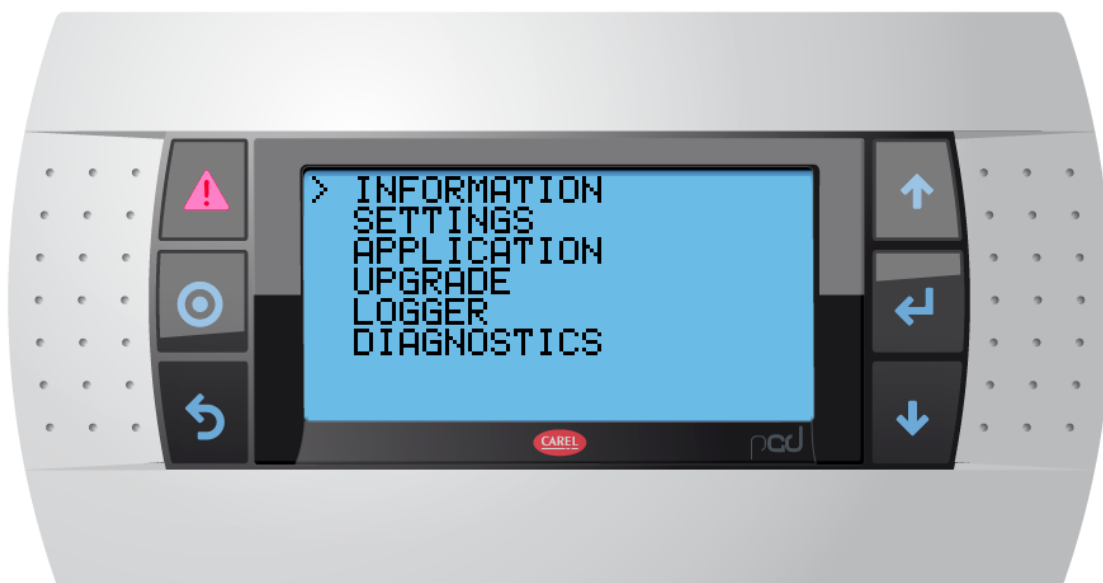 > INFORMATION
SETTINGS
APPLICATION
UPGRADE
LOGGER
DIAGNOSTICS
CAREL
pGD